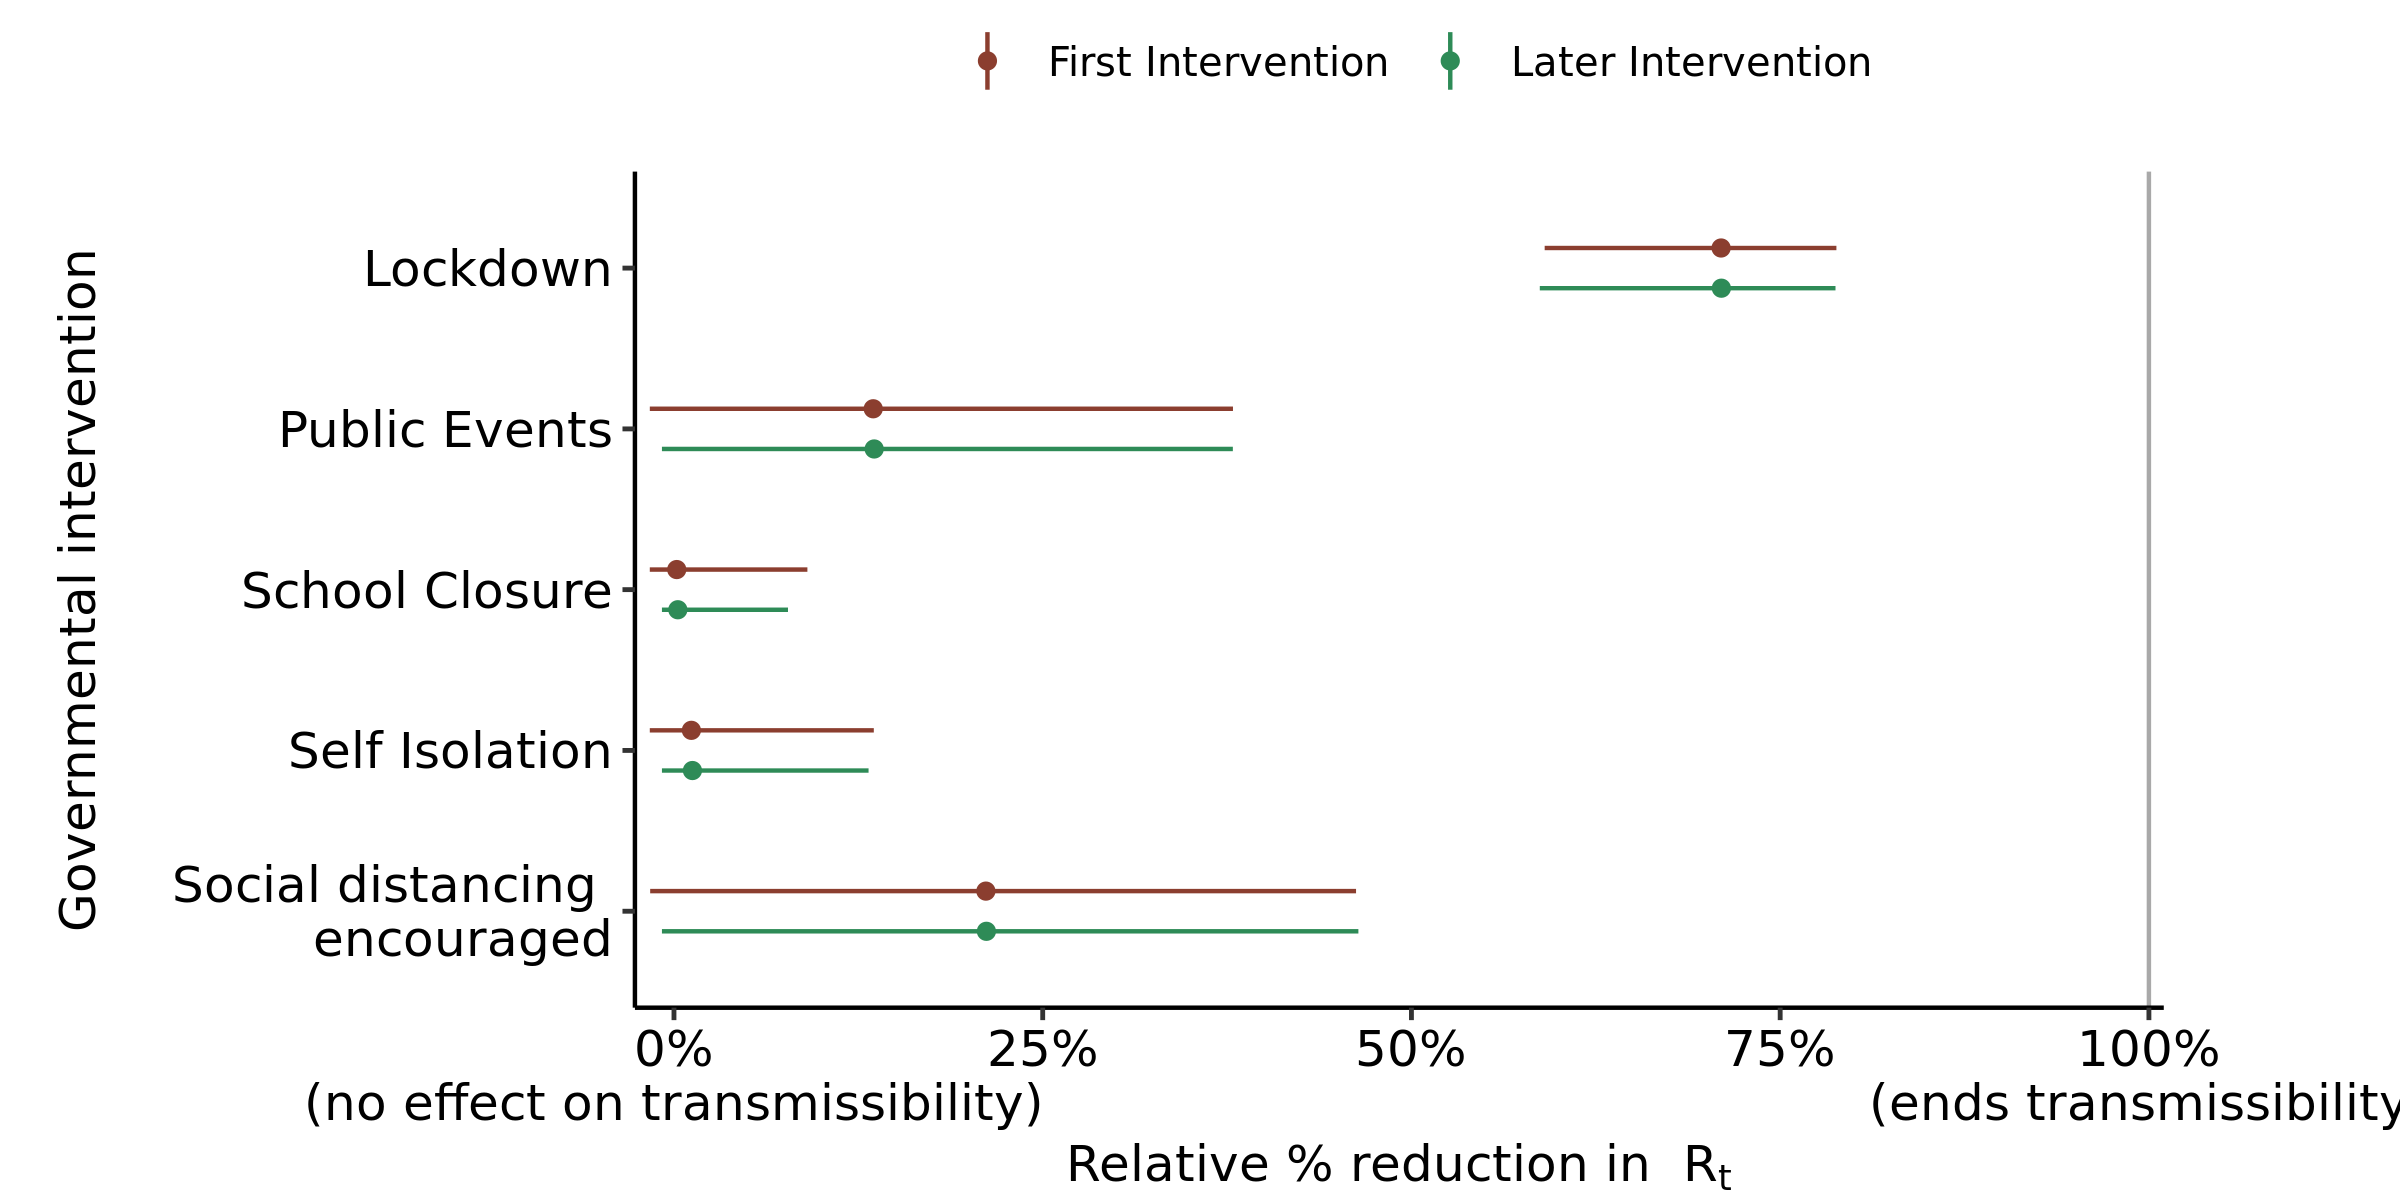 First Intervention
Later Intervention
Governmental intervention
Lockdown
Public Events
School Closure
Self Isolation
Social distancing
encouraged
0%
25%
50%
75%
100%
(no effect on transmissibility)
(ends transmissibility
Relative % reduction in Rt